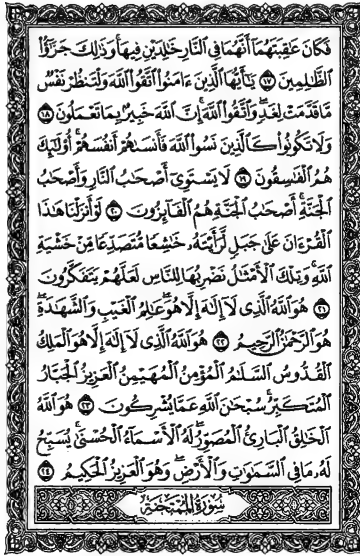 فَكَانَ عَٰقِبَتَهُمَآ أَنَّهُمَا فِى ٱلنَّارِ خَٰلِدَيْنِ فِيهَا ۚ وَذَٰلِكَ جَزَٰٓؤُا۟
ٱلظَّٰلِمِينَ ١٧ يَٰٓأَيُّهَا ٱلَّذِينَ ءَامَنُوا۟ ٱتَّقُوا۟ ٱللَّهَ وَلْتَنظُرْ نَفْسٌ
مَّا قَدَّمَتْ لِغَدٍ ۖ وَٱتَّقُوا۟ ٱللَّهَ ۚ إِنَّ ٱللَّهَ خَبِيرٌۢ بِمَا تَعْمَلُونَ ١٨
وَلَا تَكُونُوا۟ كَٱلَّذِينَ نَسُوا۟ ٱللَّهَ فَأَنسَىٰهُمْ أَنفُسَهُمْ ۚ أُو۟لَٰٓئِكَ
هُمُ ٱلْفَٰسِقُونَ ١٩ لَا يَسْتَوِىٓ أَصْحَٰبُ ٱلنَّارِ وَأَصْحَٰبُ
ٱلْجَنَّةِ ۚ أَصْحَٰبُ ٱلْجَنَّةِ هُمُ ٱلْفَآئِزُونَ ٢٠ لَوْ أَنزَلْنَا هَٰذَا
ٱلْقُرْءَانَ عَلَىٰ جَبَلٍ لَّرَأَيْتَهُۥ خَٰشِعًا مُّتَصَدِّعًا مِّنْ خَشْيَةِ
ٱللَّهِ ۚ وَتِلْكَ ٱلْأَمْثَٰلُ نَضْرِبُهَا لِلنَّاسِ لَعَلَّهُمْ يَتَفَكَّرُونَ
٢١ هُوَ ٱللَّهُ ٱلَّذِى لَآ إِلَٰهَ إِلَّا هُوَ ۖ عَٰلِمُ ٱلْغَيْبِ وَٱلشَّهَٰدَةِ ۖ
هُوَ ٱلرَّحْمَٰنُ ٱلرَّحِيمُ ٢٢ هُوَ ٱللَّهُ ٱلَّذِى لَآ إِلَٰهَ إِلَّا هُوَ ٱلْمَلِكُ
ٱلْقُدُّوسُ ٱلسَّلَٰمُ ٱلْمُؤْمِنُ ٱلْمُهَيْمِنُ ٱلْعَزِيزُ ٱلْجَبَّارُ
ٱلْمُتَكَبِّرُ ۚ سُبْحَٰنَ ٱللَّهِ عَمَّا يُشْرِكُونَ ٢٣ هُوَ ٱللَّهُ
ٱلْخَٰلِقُ ٱلْبَارِئُ ٱلْمُصَوِّرُ ۖ لَهُ ٱلْأَسْمَآءُ ٱلْحُسْنَىٰ ۚ يُسَبِّحُ
لَهُۥ مَا فِى ٱلسَّمَٰوَٰتِ وَٱلْأَرْضِ ۖ وَهُوَ ٱلْعَزِيزُ ٱلْحَكِيمُ ٢٤
سُورَةُ المُمْتَحنَة